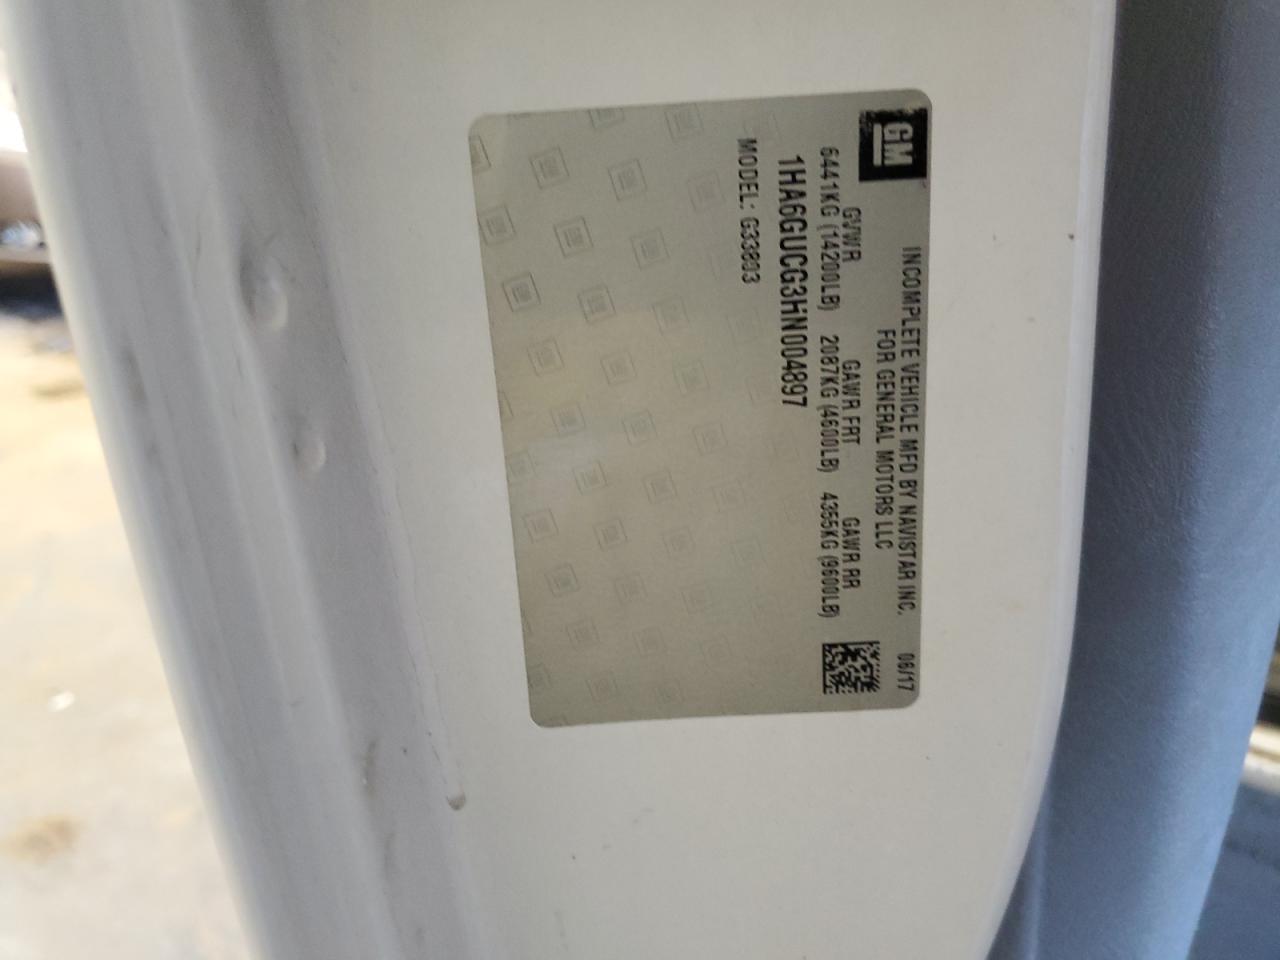 GM
INCOMPLETE VEHICLE MFD BY NAVISTAR INC. 06/17
FOR GENERAL MOTORS LLC
GVWR GAWR FRT GAWR RR
6441KG (14200LB) 2087KG (4600LB) 4355KG (9600LB)
1HA6GUCG3HN004897
MODEL: G33803